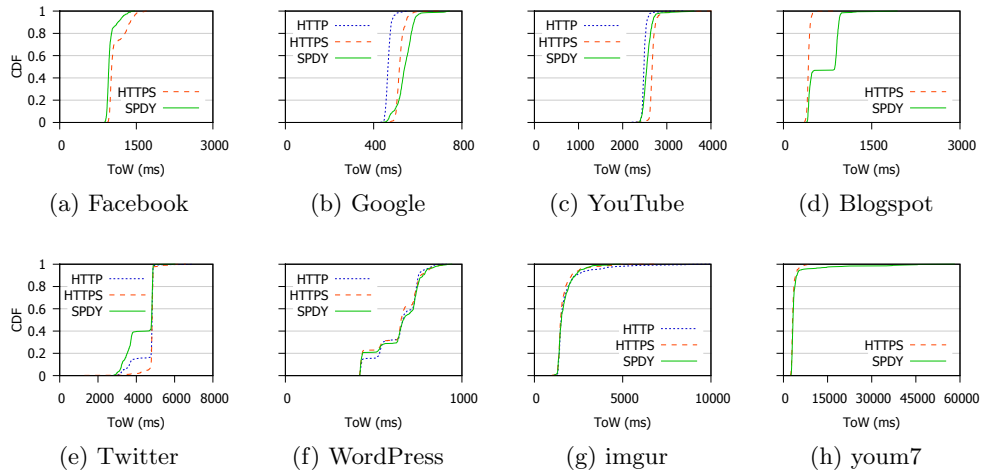 CDF
1
0.8
0.6
0.4
0.2
0
HTTPS
SPDY
0 1500 3000
ToW (ms)
(a) Facebook
HTTP
HTTPS
SPDY
0 400 800
ToW (ms)
(b) Google
HTTP
HTTPS
SPDY
0 1000 2000 3000 4000
ToW (ms)
(c) YouTube
HTTPS
SPDY
0 1500 3000
ToW (ms)
(d) Blogspot
CDF
1
0.8
0.6
0.4
0.2
0
HTTP
HTTPS
SPDY
0 2000 4000 6000 8000
ToW (ms)
(e) Twitter
HTTP
HTTPS
SPDY
0 1000
ToW (ms)
(f) WordPress
HTTP
HTTPS
SPDY
0 5000 10000
ToW (ms)
(g) imgur
HTTPS
SPDY
0 15000 30000 45000 60000
ToW (ms)
(h) youm7